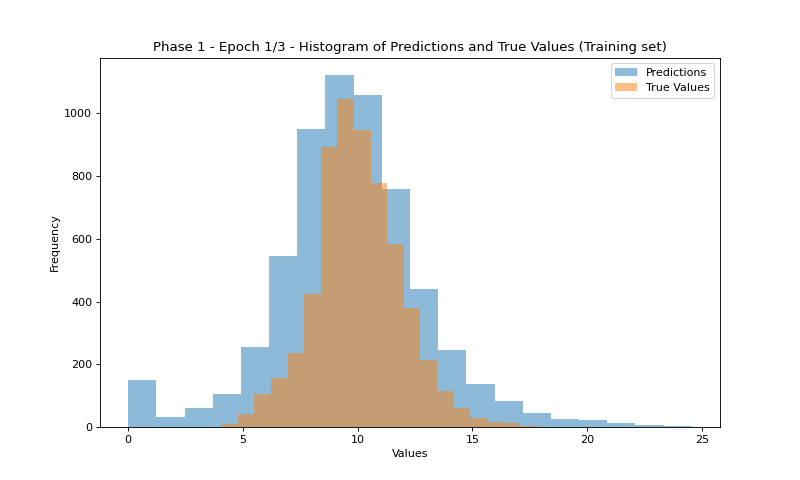 Phase 1 - Epoch 1/3 - Histogram of Predictions and True Values (Training set)
Predictions
True Values
Frequency
1000
800
600
400
200
0
0 5 10 15 20 25
Values